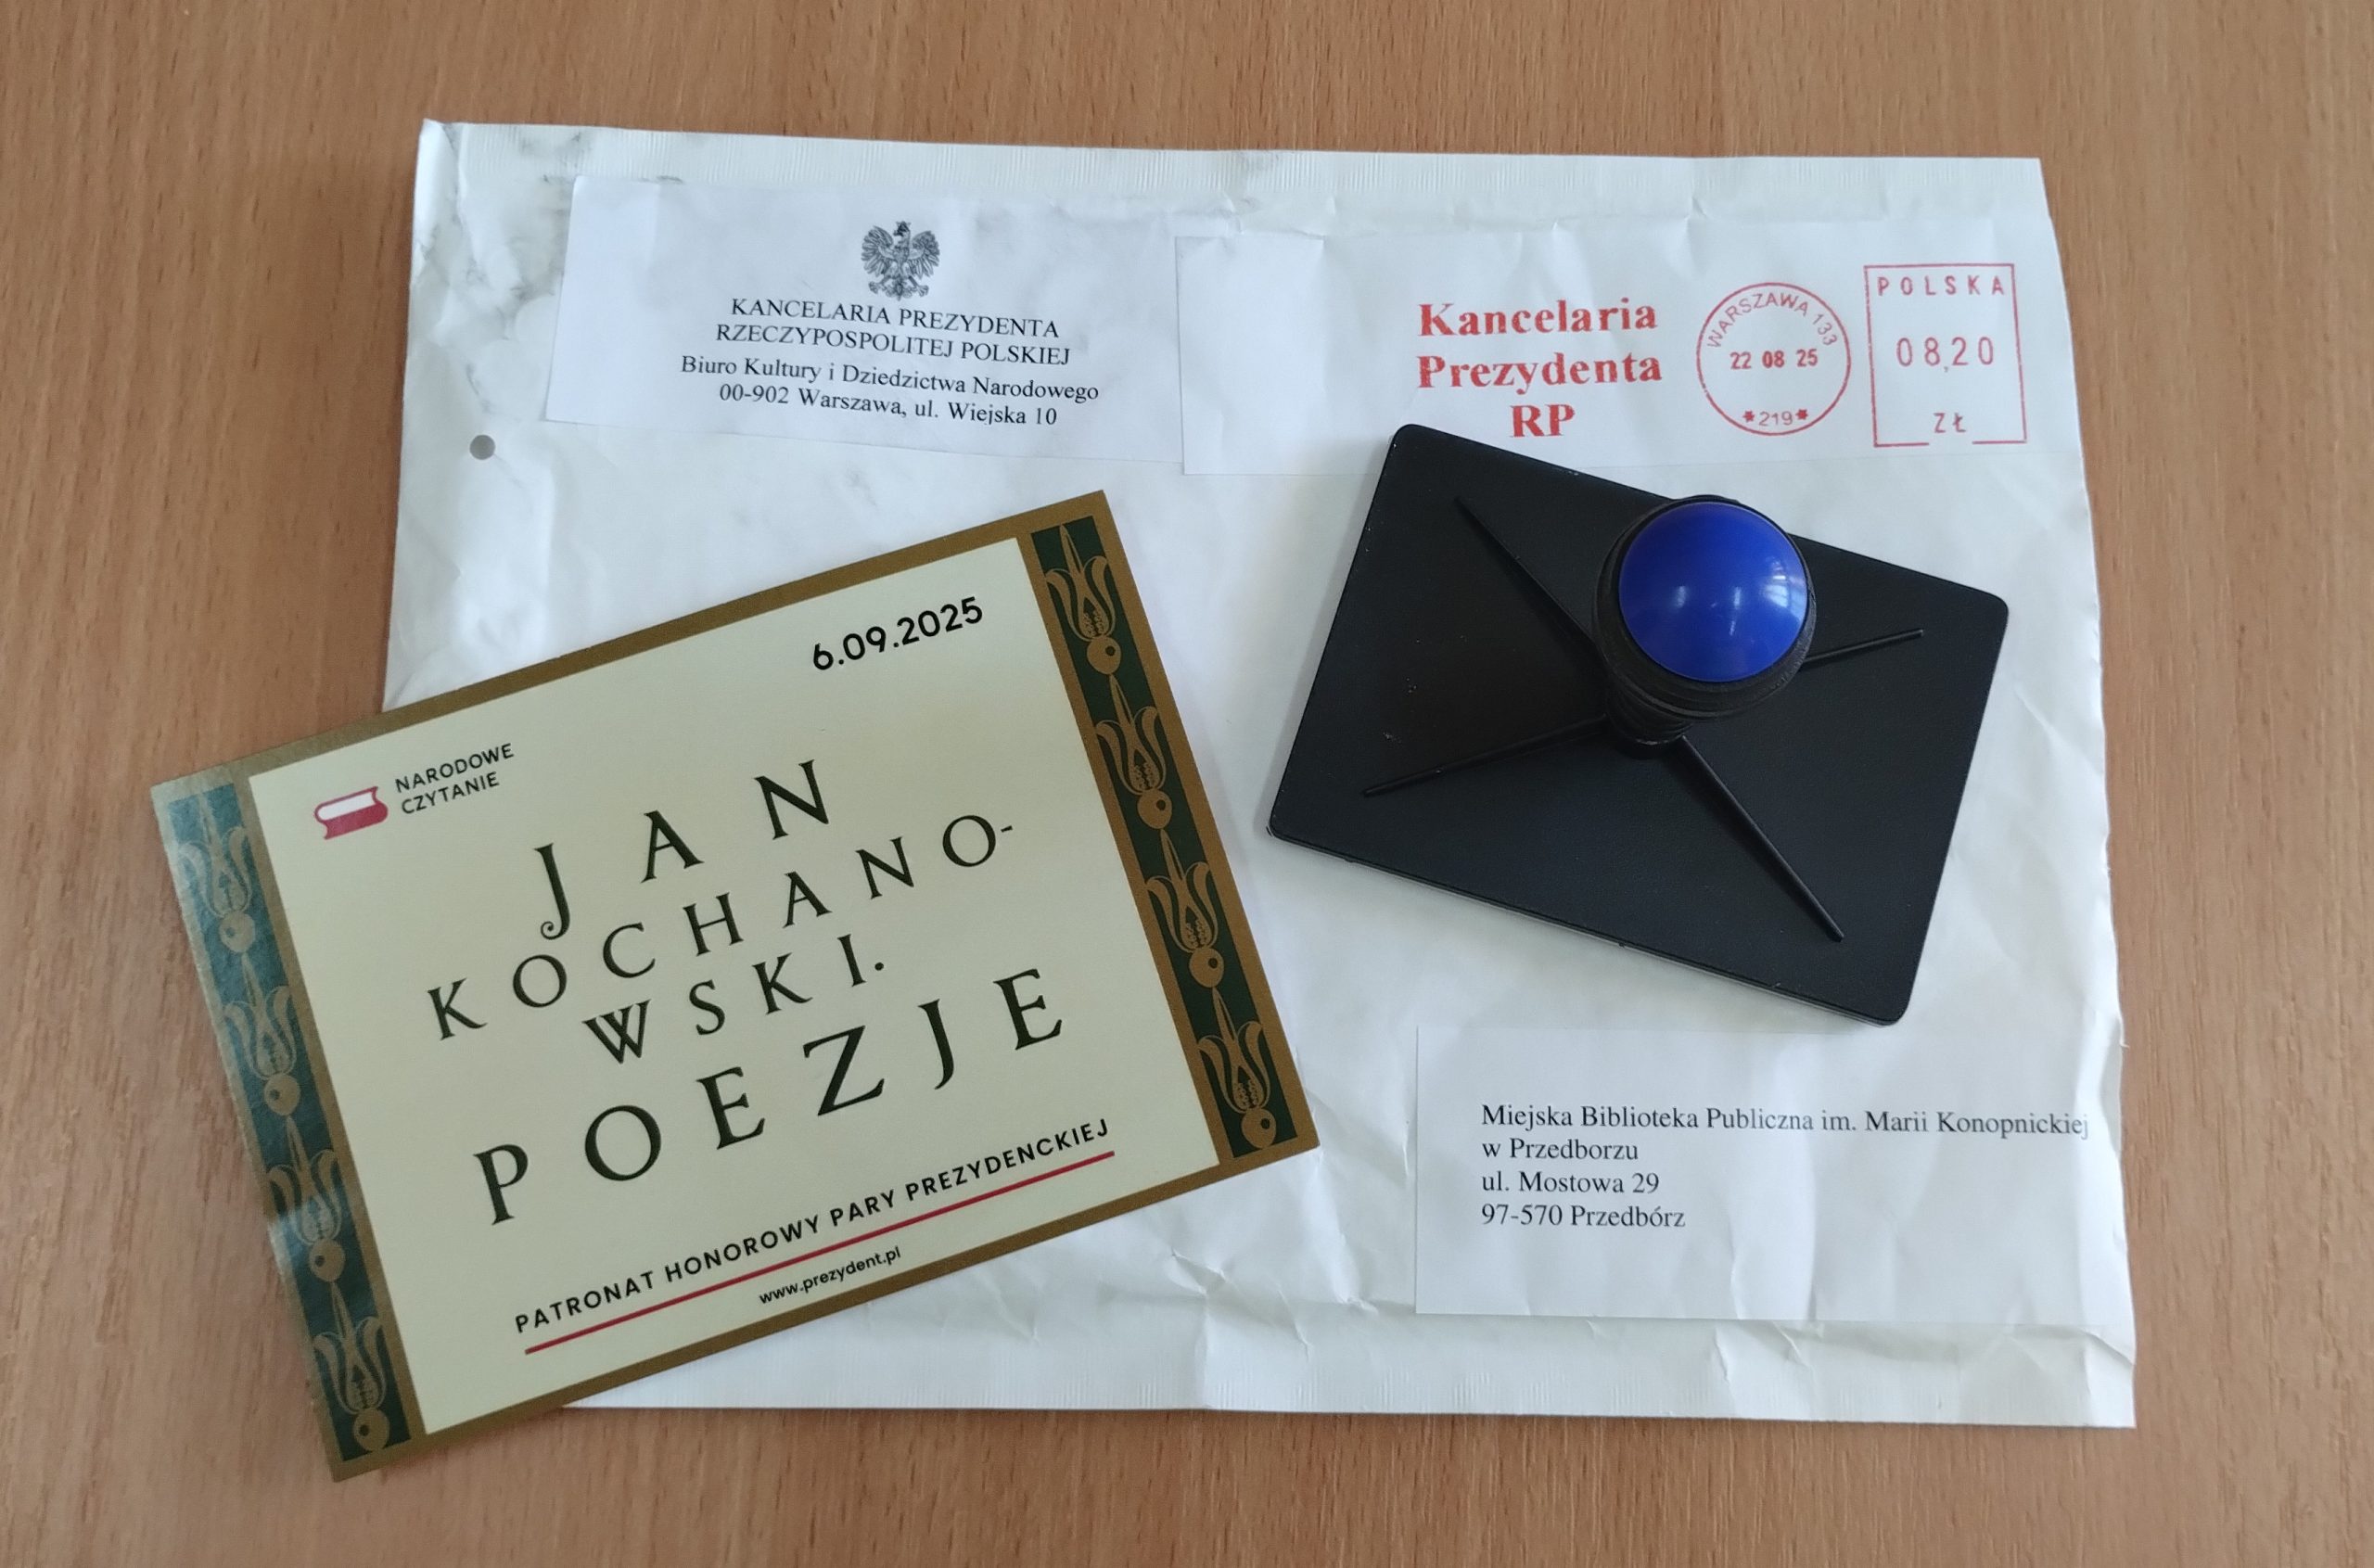 KANCELARIA PREZYDENTA
RZECZYPOSPOLITEJ POLSKIEJ
Biuro Kultury i Dziedzictwa Narodowego
00-902 Warszawa, ul. Wiejska 10
Kancelaria
Prezydenta
RP
WARSZAWA 133
22 08 25
*219*
POLSKA
08,20
ZŁ
6.09.2025
NARODOWE
CZYTANIE
JAN
KOCHANO-
WSKI.
POEZJE
PATRONAT HONOROWY PARY PREZYDENCKIEJ
www.prezydent.pl
Miejska Biblioteka Publiczna im. Marii Konopnickiej
w Przedborzu
ul. Mostowa 29
97-570 Przedbórz